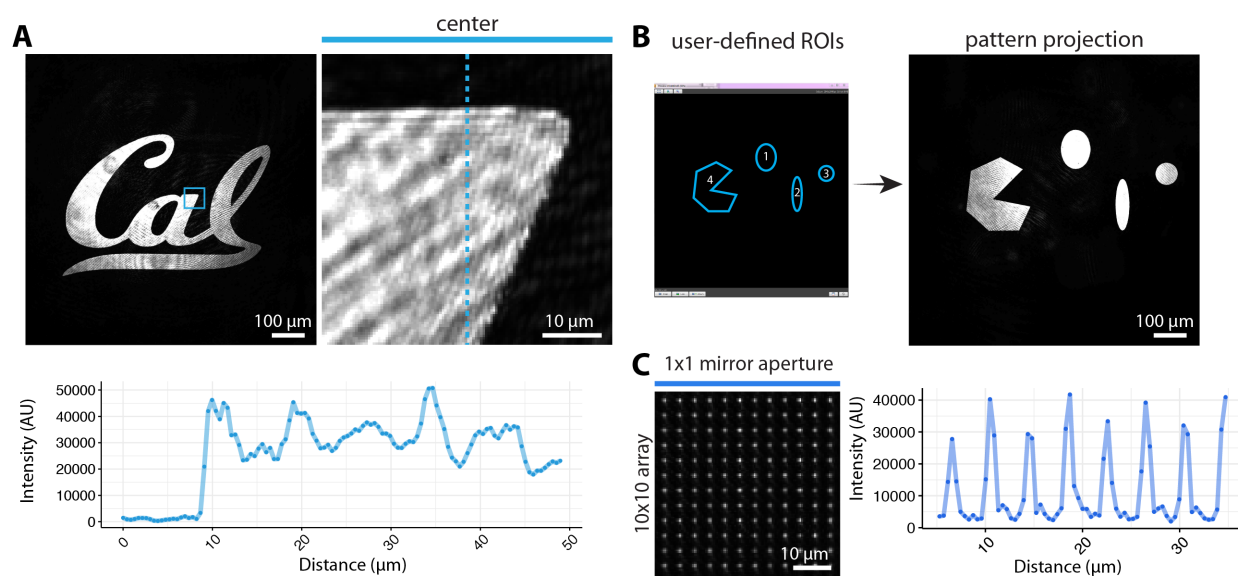 A
center
Cal
100 µm
10 µm
Intensity (AU)
50000
40000
30000
20000
10000
0
0
10
20
30
40
50
Distance (µm)
B
user-defined ROIs
pattern projection
1
2
3
4
100 µm
C
1x1 mirror aperture
10x10 array
10 µm
Intensity (AU)
40000
30000
20000
10000
0
10
20
30
Distance (µm)